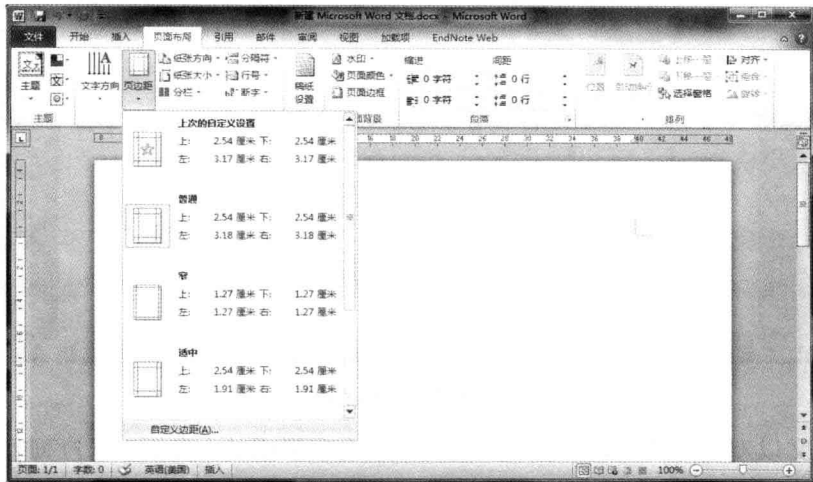 新建 Microsoft Word 文档.docx - Microsoft Word
文件 开始 插入 页面布局 引用 邮件 审阅 视图 加载项 EndNote Web
主题 文字方向 页边距 纸张方向 分隔符 稿纸设置 水印 缩进 间距 对齐
纸张大小 行号 页面颜色 0 字符 0 行
分栏 断字 页面边框 0 字符 0 行 选择窗格
主题 段落 排列
上次的自定义设置
上: 2.54 厘米 下: 2.54 厘米
左: 3.17 厘米 右: 3.17 厘米
普通
上: 2.54 厘米 下: 2.54 厘米
左: 3.18 厘米 右: 3.18 厘米
窄
上: 1.27 厘米 下: 1.27 厘米
左: 1.27 厘米 右: 1.27 厘米
适中
上: 2.54 厘米 下: 2.54 厘米
左: 1.91 厘米 右: 1.91 厘米
自定义边距(A)...
页面: 1/1 字数: 0 英语(美国) 插入 100%